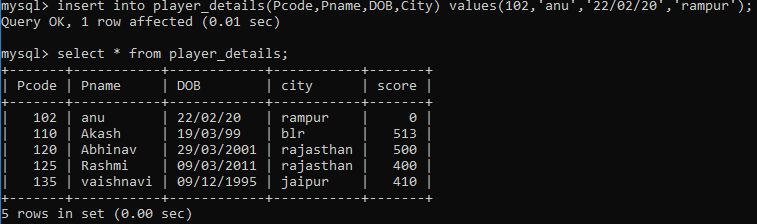 mysql> insert into player_details(Pcode,Pname,DOB,City) values(102,'anu','22/02/20','rampur');
Query OK, 1 row affected (0.01 sec)
mysql> select * from player_details;
+-------+-----------+------------+-----------+-------+
| Pcode | Pname     | DOB        | city      | score |
+-------+-----------+------------+-----------+-------+
|   102 | anu       | 22/02/20   | rampur    |     0 |
|   110 | Akash     | 19/03/99   | blr       |   513 |
|   120 | Abhinav   | 29/03/2001 | rajasthan |   500 |
|   125 | Rashmi    | 09/03/2011 | rajasthan |   400 |
|   135 | vaishnavi | 09/12/1995 | jaipur    |   410 |
+-------+-----------+------------+-----------+-------+
5 rows in set (0.00 sec)